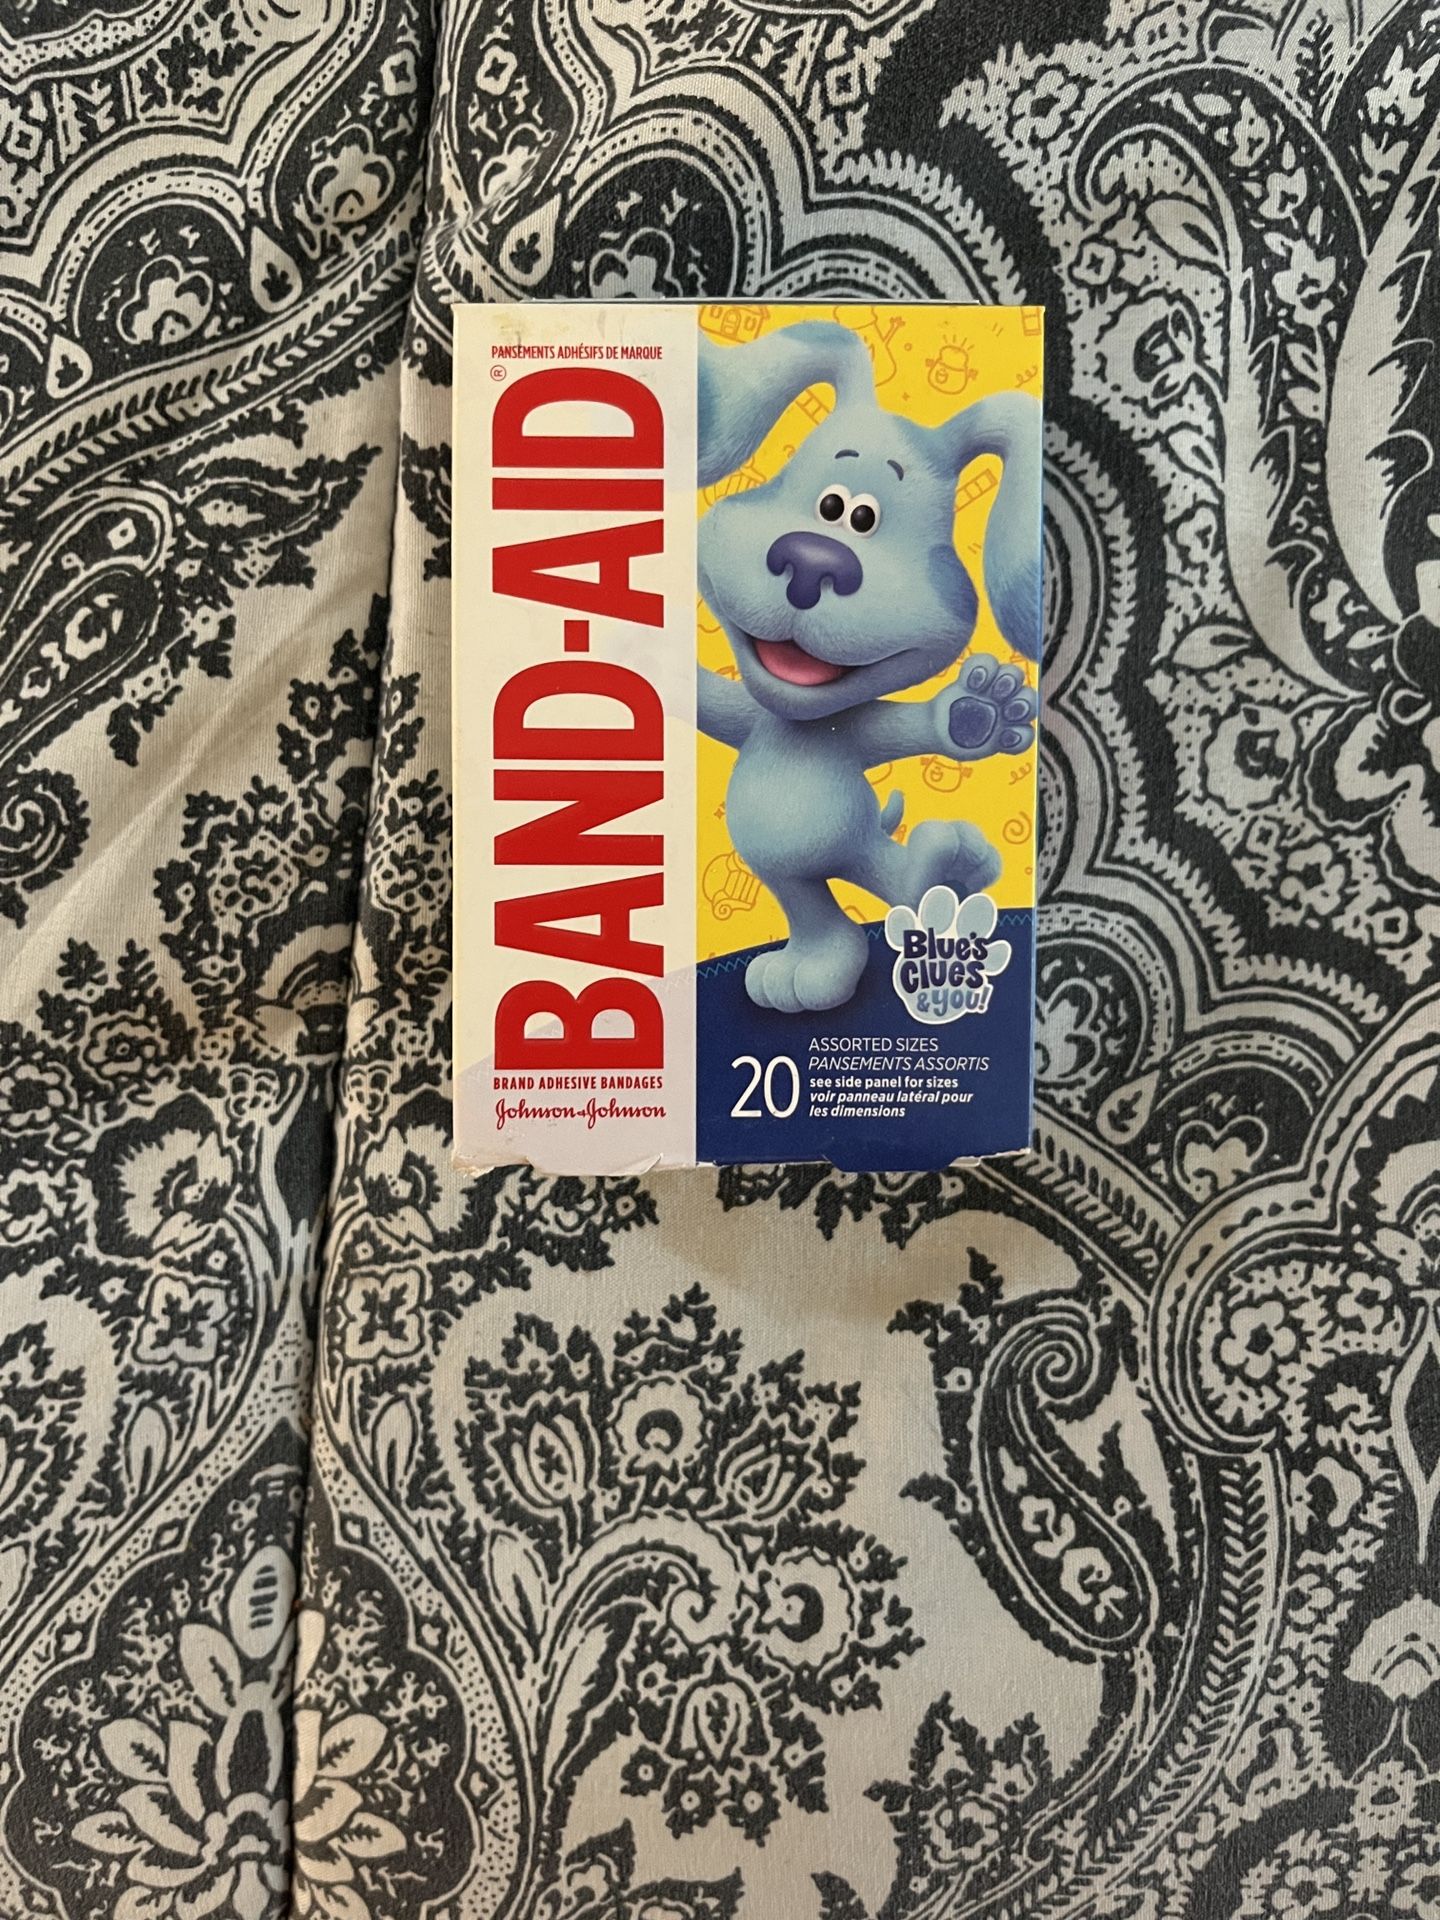 PANSEMENTS ADHÉSIFS DE MARQUE
BAND-AID®
BRAND ADHESIVE BANDAGES
Johnson & Johnson
Blue's
Clues
& YOU!
20
ASSORTED SIZES
PANSEMENTS ASSORTIS
see side panel for sizes
voir panneau latéral pour
les dimensions